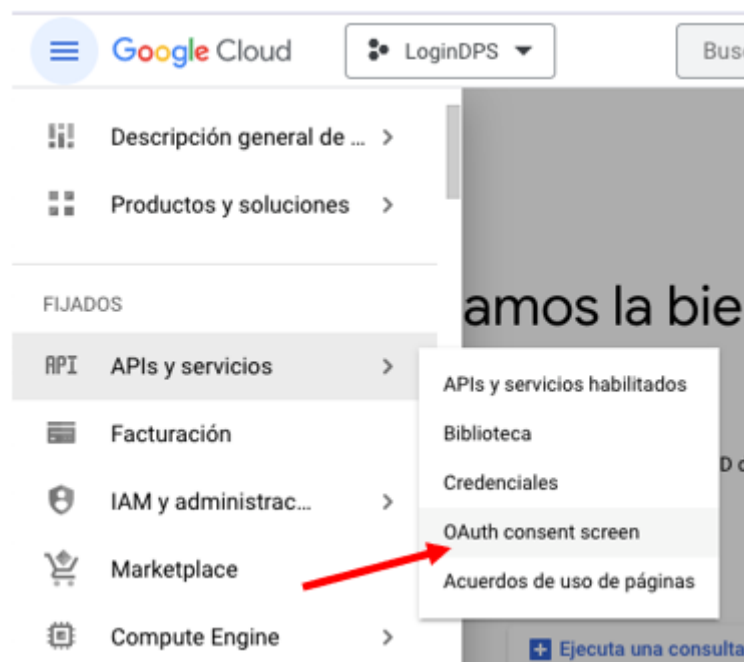 Google Cloud
LoginDPS
Bus
Descripción general de ...
Productos y soluciones
FIJADOS
amos la bie
API APIs y servicios
APIs y servicios habilitados
Facturación
Biblioteca
Credenciales
IAM y administrac...
OAuth consent screen
Marketplace
Acuerdos de uso de páginas
Compute Engine
Ejecuta una consulta